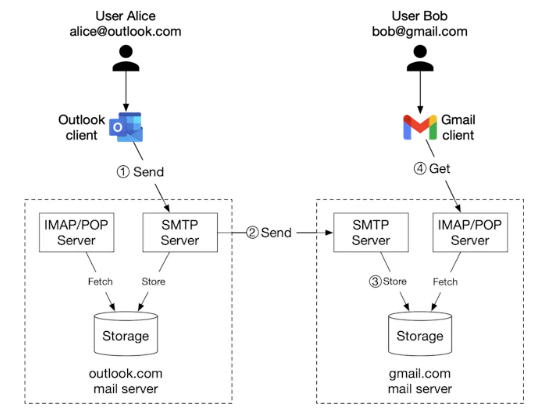 User Alice
alice@outlook.com
User Bob
bob@gmail.com
Outlook
client
Gmail
client
① Send
④ Get
IMAP/POP
Server
SMTP
Server
② Send
SMTP
Server
IMAP/POP
Server
Fetch
Store
③ Store
Fetch
Storage
Storage
outlook.com
mail server
gmail.com
mail server